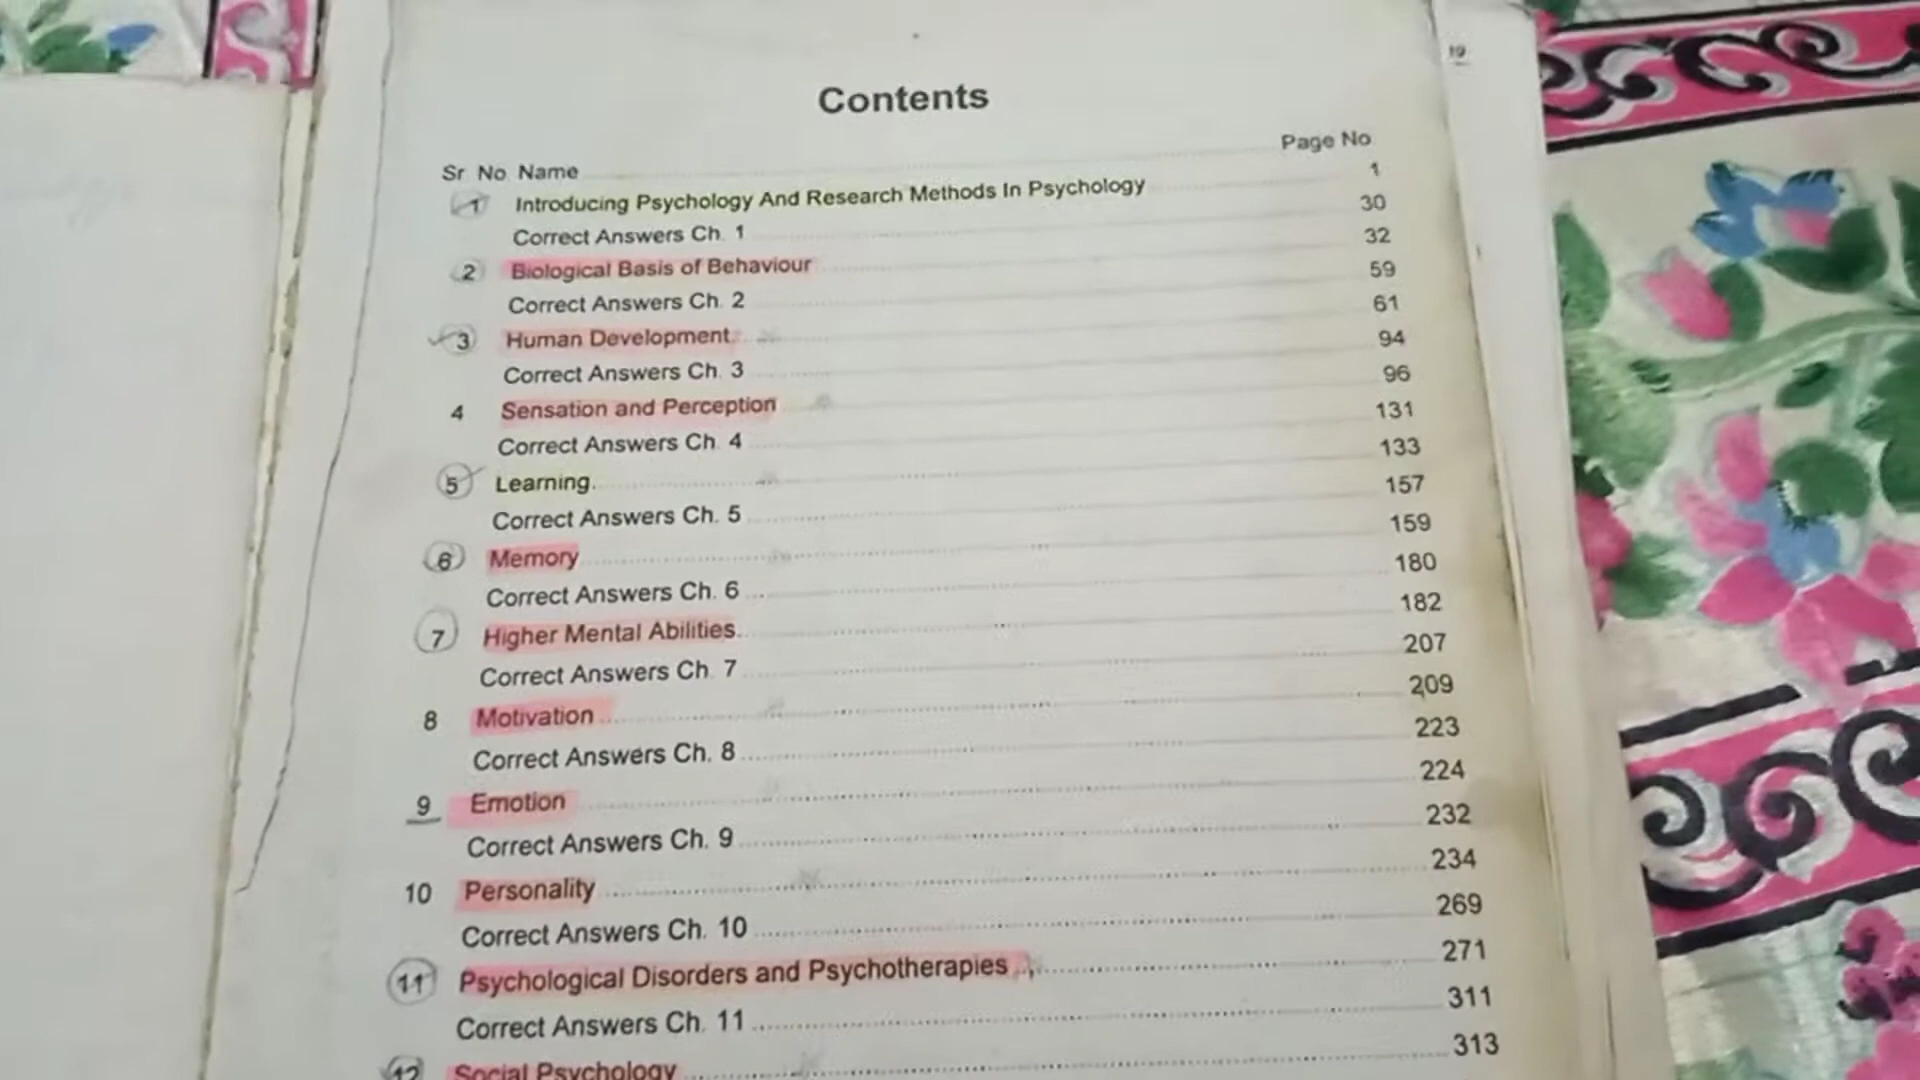 19
Contents
Sr No Name Page No
1 Introducing Psychology And Research Methods In Psychology 1
Correct Answers Ch. 1 30
2 Biological Basis of Behaviour 32
Correct Answers Ch. 2 59
3 Human Development 61
Correct Answers Ch. 3 94
4 Sensation and Perception 96
Correct Answers Ch. 4 131
5 Learning 133
Correct Answers Ch. 5 157
6 Memory 159
Correct Answers Ch. 6 180
7 Higher Mental Abilities 182
Correct Answers Ch. 7 207
8 Motivation 209
Correct Answers Ch. 8 223
9 Emotion 224
Correct Answers Ch. 9 232
10 Personality 234
Correct Answers Ch. 10 269
11 Psychological Disorders and Psychotherapies 271
Correct Answers Ch. 11 311
12 Social Psychology 313